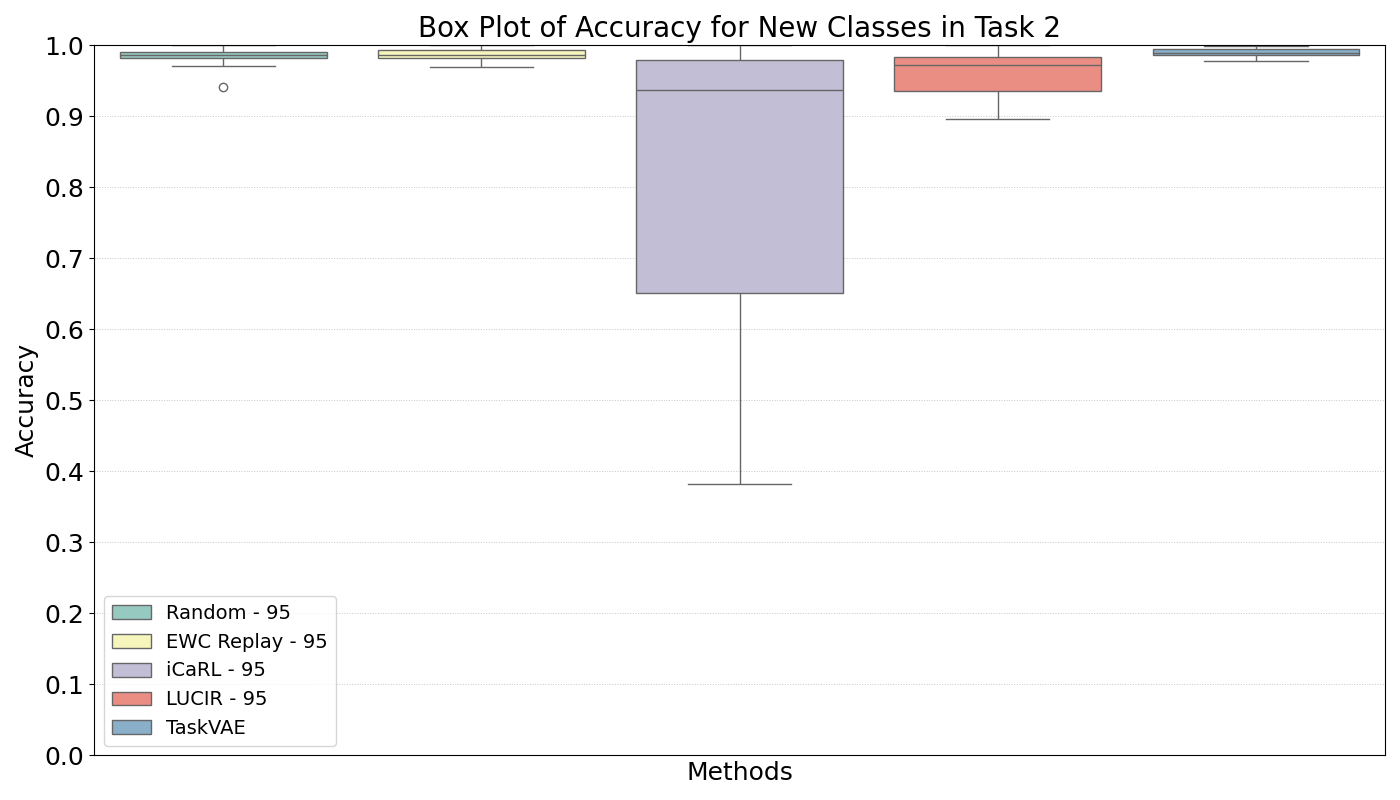 Box Plot of Accuracy for New Classes in Task 2
1.0
0.9
0.8
0.7
0.6
0.5
0.4
0.3
0.2
0.1
0.0
Accuracy
Random - 95
EWC Replay - 95
iCaRL - 95
LUCIR - 95
TaskVAE
Methods